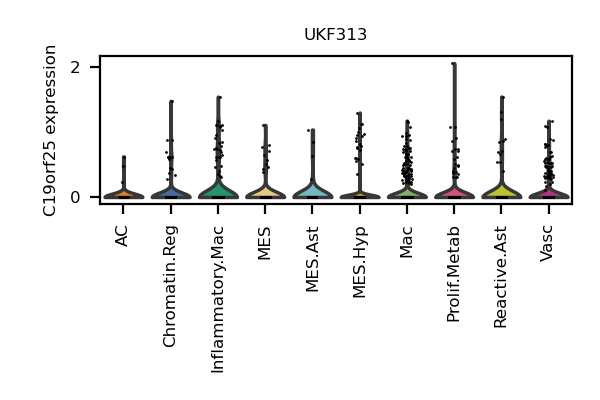 UKF313
C19orf25 expression
2
0
AC
Chromatin.Reg
Inflammatory.Mac
MES
MES.Ast
MES.Hyp
Mac
Prolif.Metab
Reactive.Ast
Vasc